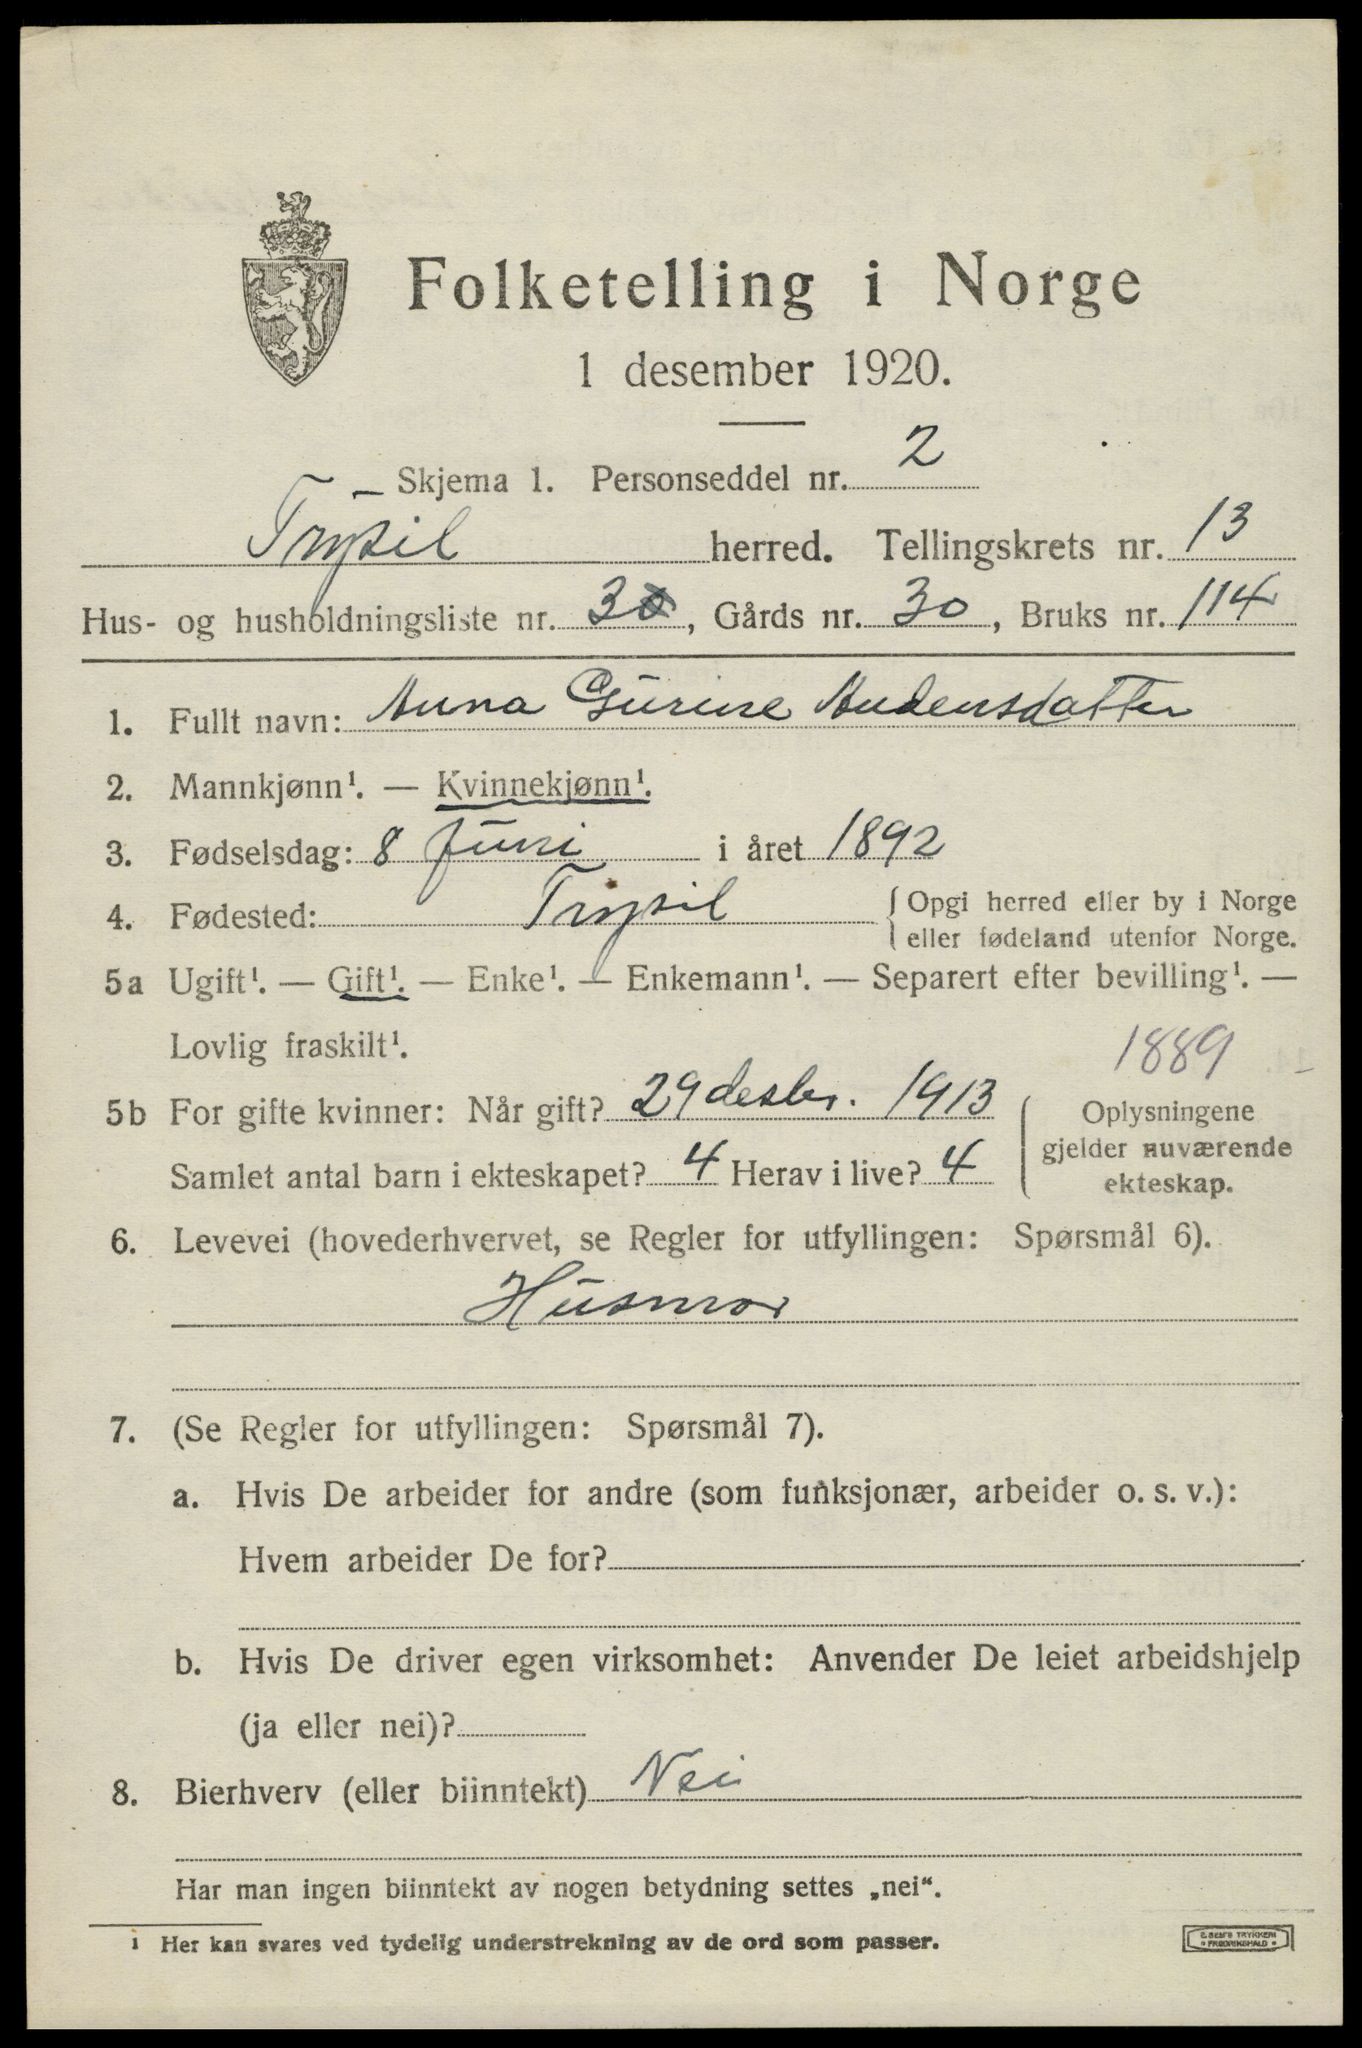 Folketelling i Norge
1 desember 1920.
Skjema 1. Personseddel nr. 2
Trysil herred. Tellingskrets nr. 13
Hus- og husholdningsliste nr. 3, Gårds nr. 30, Bruks nr. 114
1. Fullt navn: Anna Gurine Audensdatter
2. Mannkjønn¹. — Kvinnekjønn¹.
3. Fødselsdag: 8 juni i året 1892
4. Fødested: Trysil { Opgi herred eller by i Norge
eller fødeland utenfor Norge.
5a Ugift¹. — Gift¹. — Enke¹. — Enkemann¹. — Separert efter bevilling¹. —
Lovlig fraskilt¹. 1889
5b For gifte kvinner: Når gift? 29 desbr. 1913 { Oplysningene
gjelder nuværende
Samlet antal barn i ekteskapet? 4 Herav i live? 4
ekteskap.
6. Levevei (hovederhvervet, se Regler for utfyllingen: Spørsmål 6).
Husmor
7. (Se Regler for utfyllingen: Spørsmål 7).
a. Hvis De arbeider for andre (som funksjonær, arbeider o. s. v.):
Hvem arbeider De for?
b. Hvis De driver egen virksomhet: Anvender De leiet arbeidshjelp
(ja eller nei)?
8. Bierhverv (eller biinntekt) Nei
Har man ingen biinntekt av nogen betydning settes „nei“.
1 Her kan svares ved tydelig understrekning av de ord som passer.
E. SEM'S TRYKKERI
FREDRIKSHALD